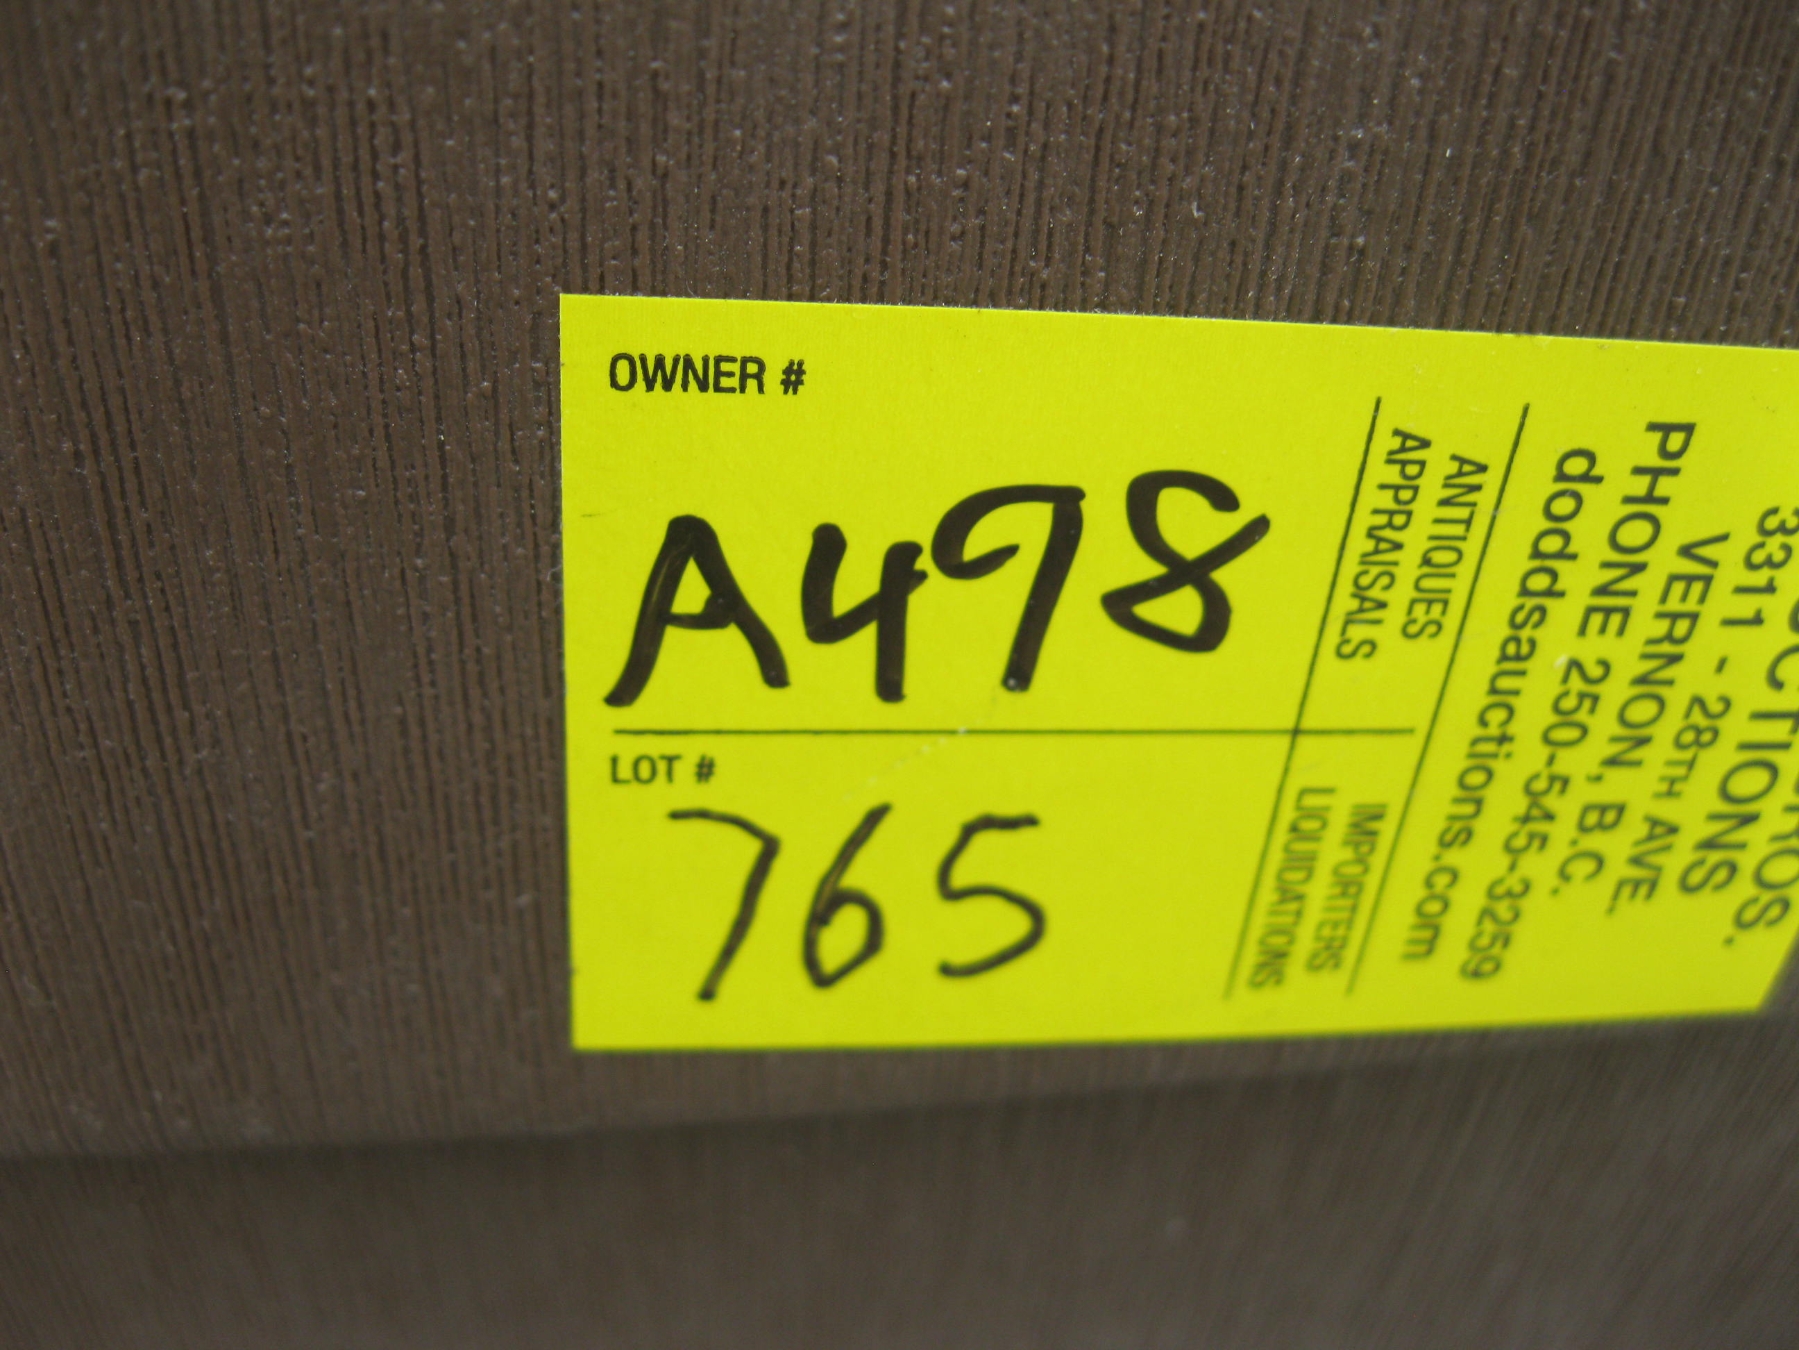 OWNER #
A498
LOT #
765
ANTIQUES
APPRAISALS
IMPORTERS
LIQUIDATIONS
3311 - 28TH AVE.
VERNON, B.C.
PHONE 250-545-3259
doddsauctions.com